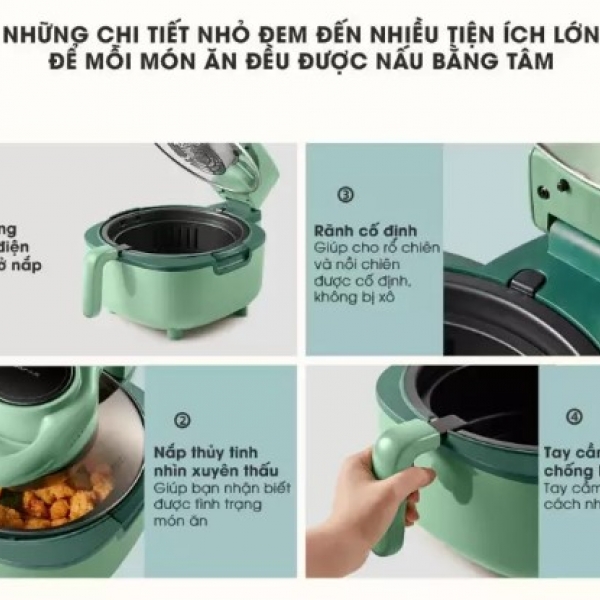 NHỮNG CHI TIẾT NHỎ ĐEM ĐẾN NHIỀU TIỆN ÍCH LỚN
ĐỂ MỖI MÓN ĂN ĐỀU ĐƯỢC NẤU BẰNG TÂM
điện
nắp
②
Nắp thủy tinh
nhìn xuyên thấu
Giúp bạn nhận biết
được tình trạng
món ăn
③
Rãnh cố định
Giúp cho rổ chiên
và nồi chiên
được cố định,
không bị xô
④
Tay
chống
Tay
cách